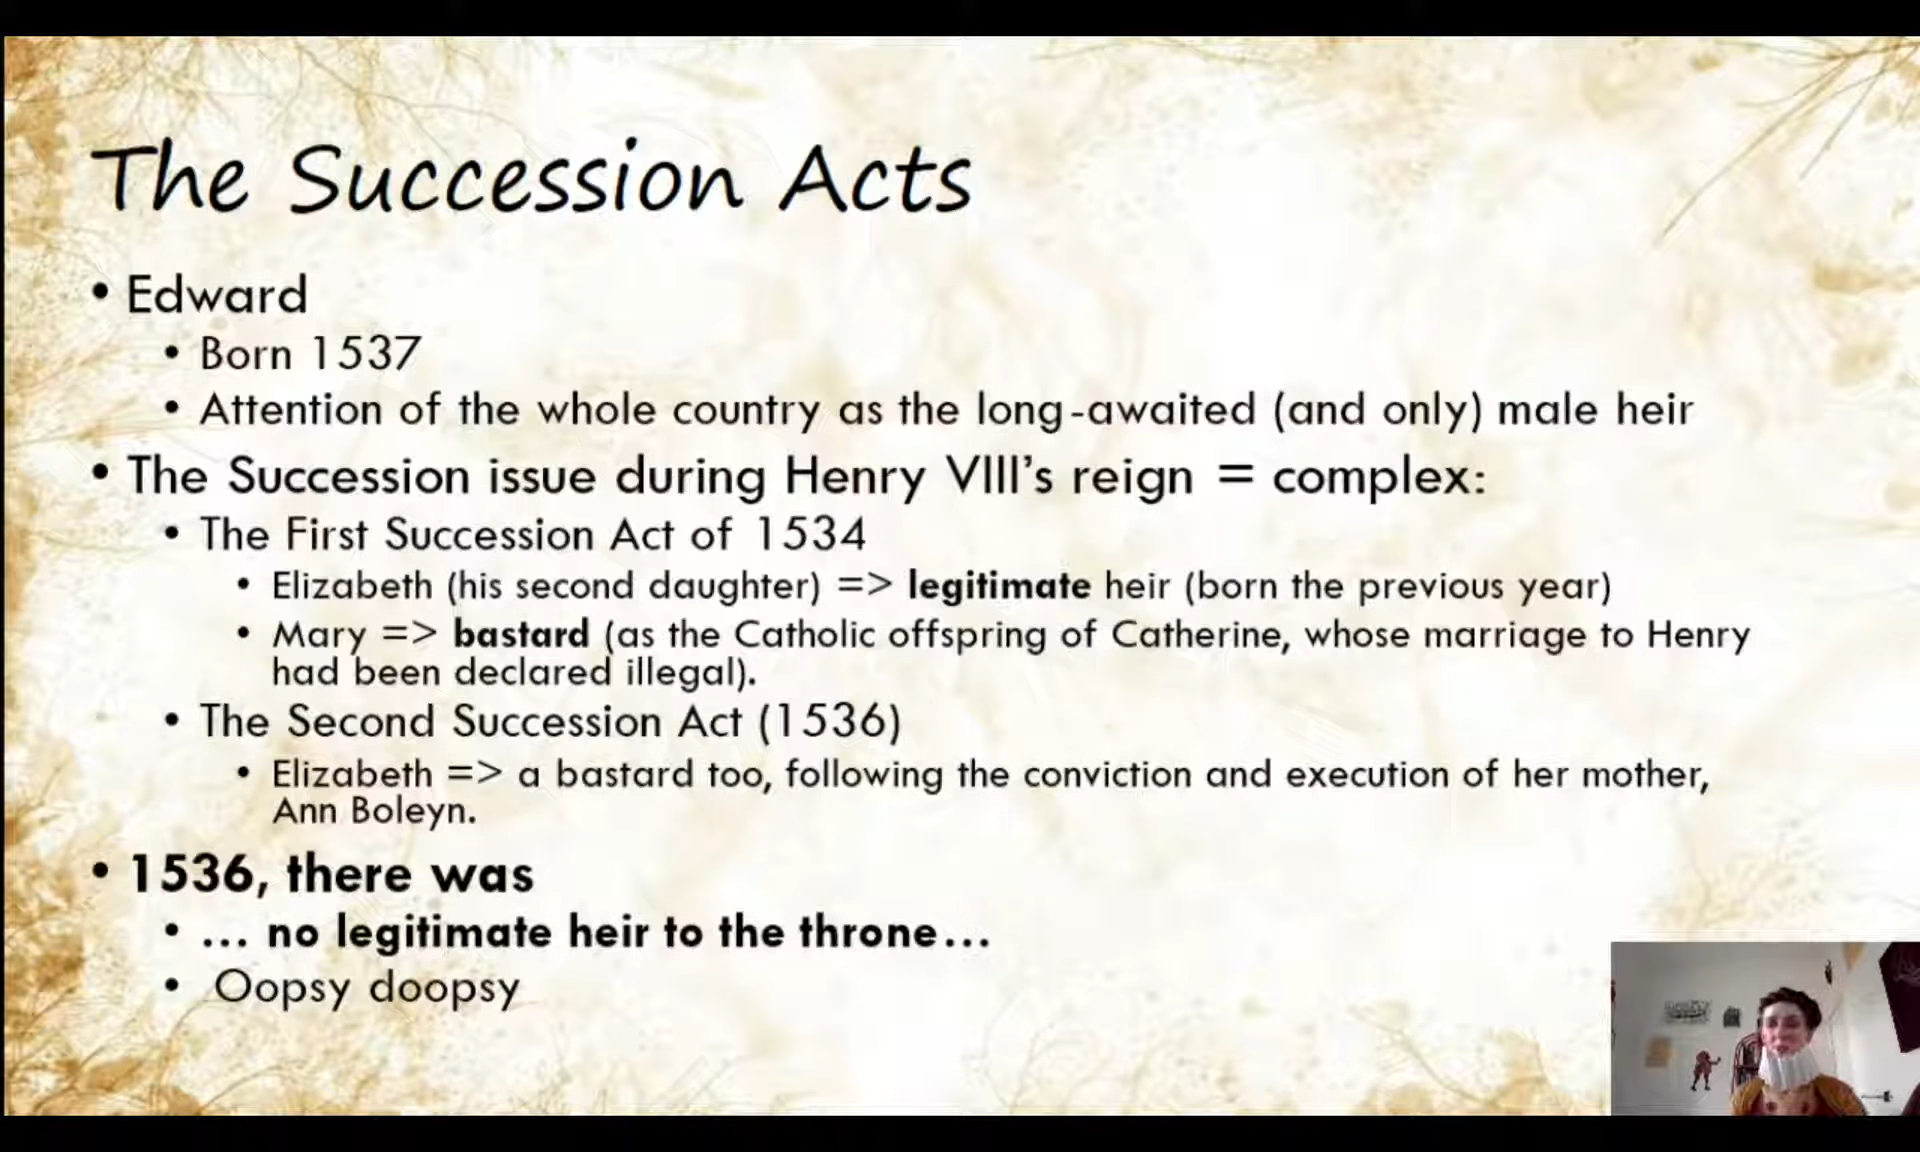 The Succession Acts
• Edward
• Born 1537
• Attention of the whole country as the long-awaited (and only) male heir
• The Succession issue during Henry VIII's reign = complex:
• The First Succession Act of 1534
• Elizabeth (his second daughter) => legitimate heir (born the previous year)
• Mary => bastard (as the Catholic offspring of Catherine, whose marriage to Henry
had been declared illegal).
• The Second Succession Act (1536)
• Elizabeth => a bastard too, following the conviction and execution of her mother,
Ann Boleyn.
• 1536, there was
• … no legitimate heir to the throne…
• Oopsy doopsy